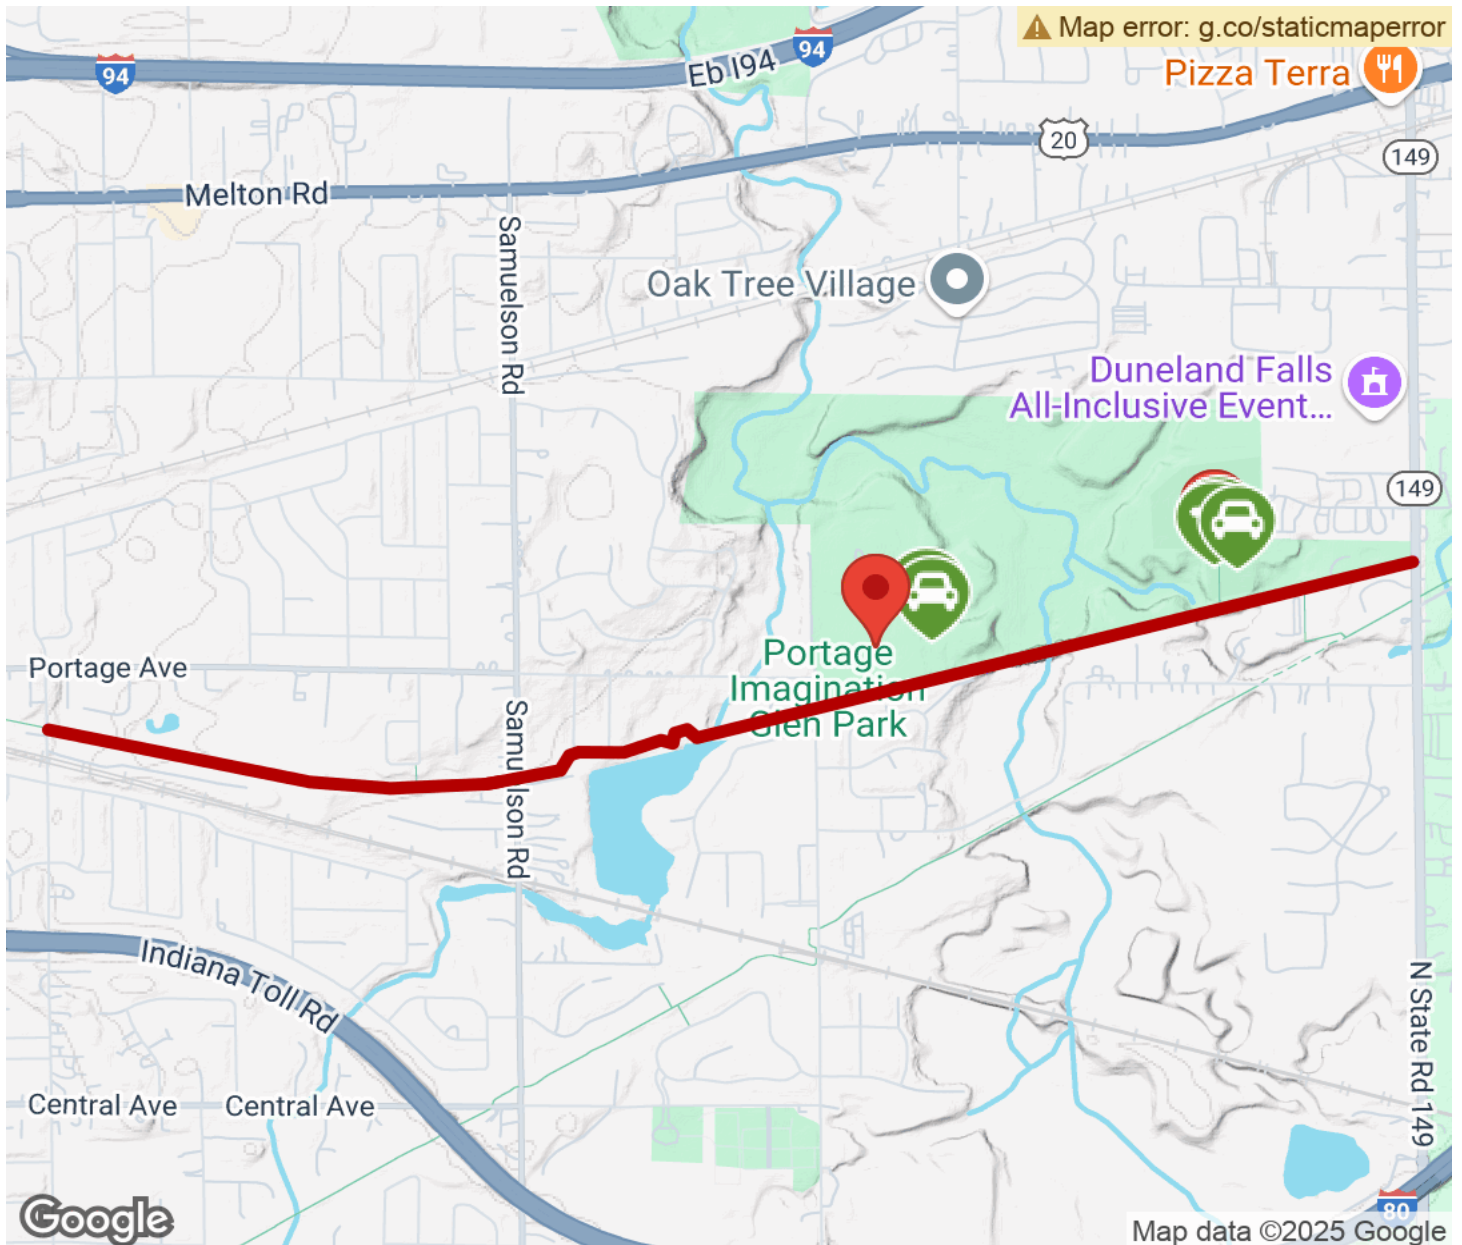 Map error: g.co/staticmaperror
94
94
Eb I94
Pizza Terra
20
149
Melton Rd
Samuelson Rd
Oak Tree Village
Duneland Falls
All-Inclusive Event...
149
Portage Ave
Portage
Imagination
Glen Park
Samuelson Rd
Indiana Toll Rd
N State Rd 149
Central Ave
Central Ave
80
Google
Map data ©2025 Google